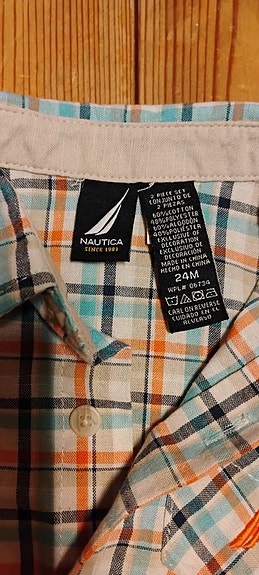 NAUTICA
SINCE 1983
2 PIECE SET
CONJUNTO DE
2 PIEZAS
60%COTTON
40%POLYESTER
60%ALGODÓN
40%POLIÉSTER
EXCLUSIVE OF
DECORATION
EXCLUSIVO DE
DECORACIÓN
MADE IN CHINA
HECHO EN CHINA
24M
WPL# 06734
CARE ON REVERSE
CUIDADO EN EL
REVERSO